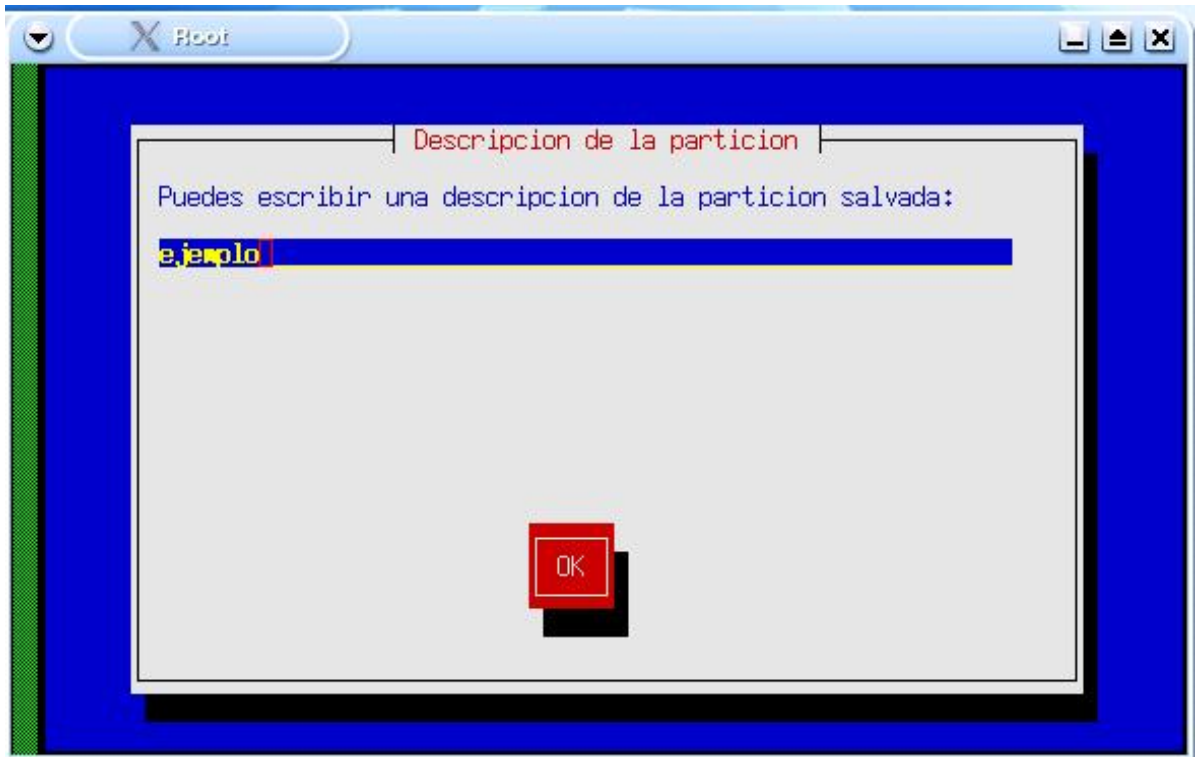 Root
Descripcion de la particion
Puedes escribir una descripcion de la particion salvada:
ejemplo
OK